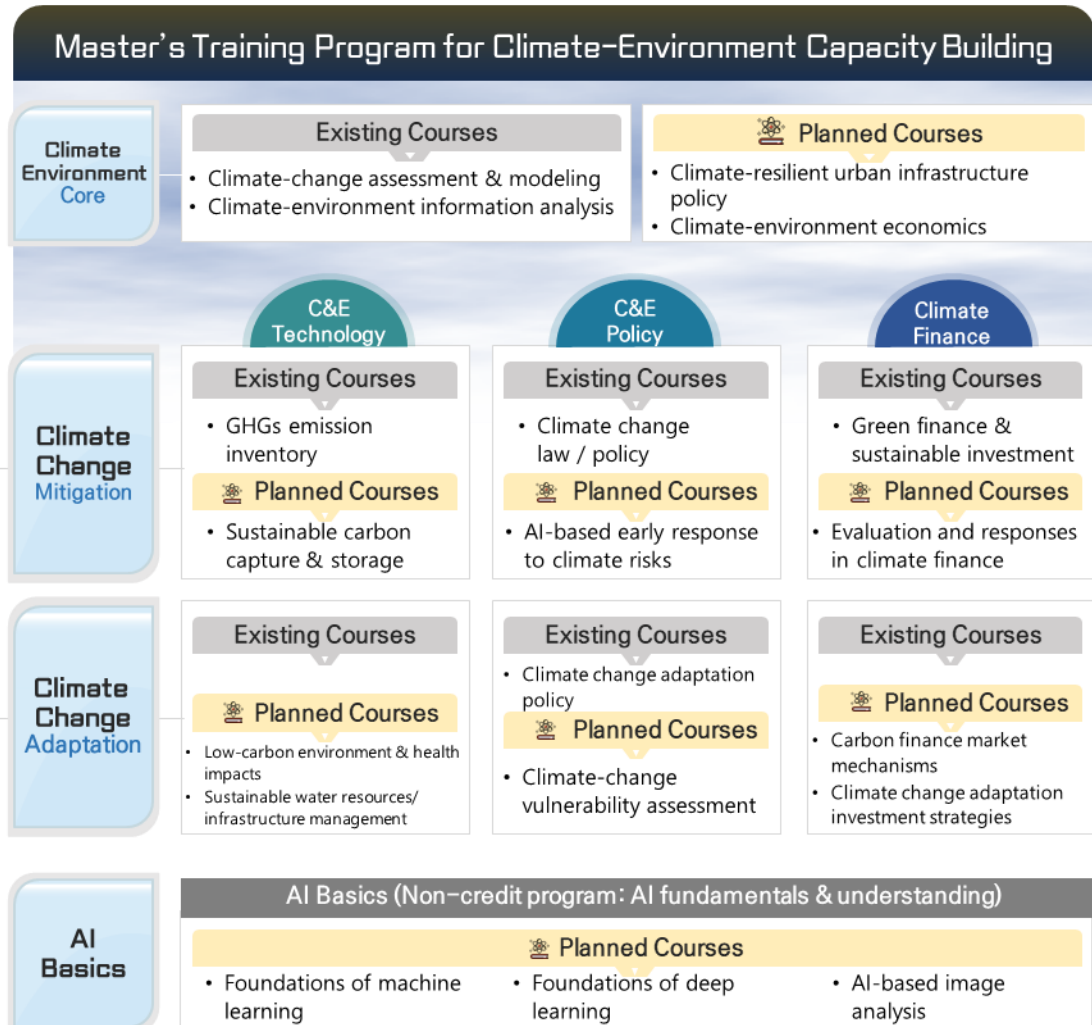 Master's Training Program for Climate-Environment Capacity Building
Climate
Environment
Core
Existing Courses
• Climate-change assessment & modeling
• Climate-environment information analysis
Planned Courses
• Climate-resilient urban infrastructure
policy
• Climate-environment economics
C&E
Technology
C&E
Policy
Climate
Finance
Climate
Change
Mitigation
Existing Courses
• GHGs emission
inventory
Planned Courses
• Sustainable carbon
capture & storage
Existing Courses
• Climate change
law / policy
Planned Courses
• AI-based early response
to climate risks
Existing Courses
• Green finance &
sustainable investment
Planned Courses
• Evaluation and responses
in climate finance
Climate
Change
Adaptation
Existing Courses
Planned Courses
• Low-carbon environment & health
impacts
• Sustainable water resources/
infrastructure management
Existing Courses
• Climate change adaptation
policy
Planned Courses
• Climate-change
vulnerability assessment
Existing Courses
Planned Courses
• Carbon finance market
mechanisms
• Climate change adaptation
investment strategies
AI
Basics
AI Basics (Non-credit program: AI fundamentals & understanding)
Planned Courses
• Foundations of machine
learning
• Foundations of deep
learning
• AI-based image
analysis